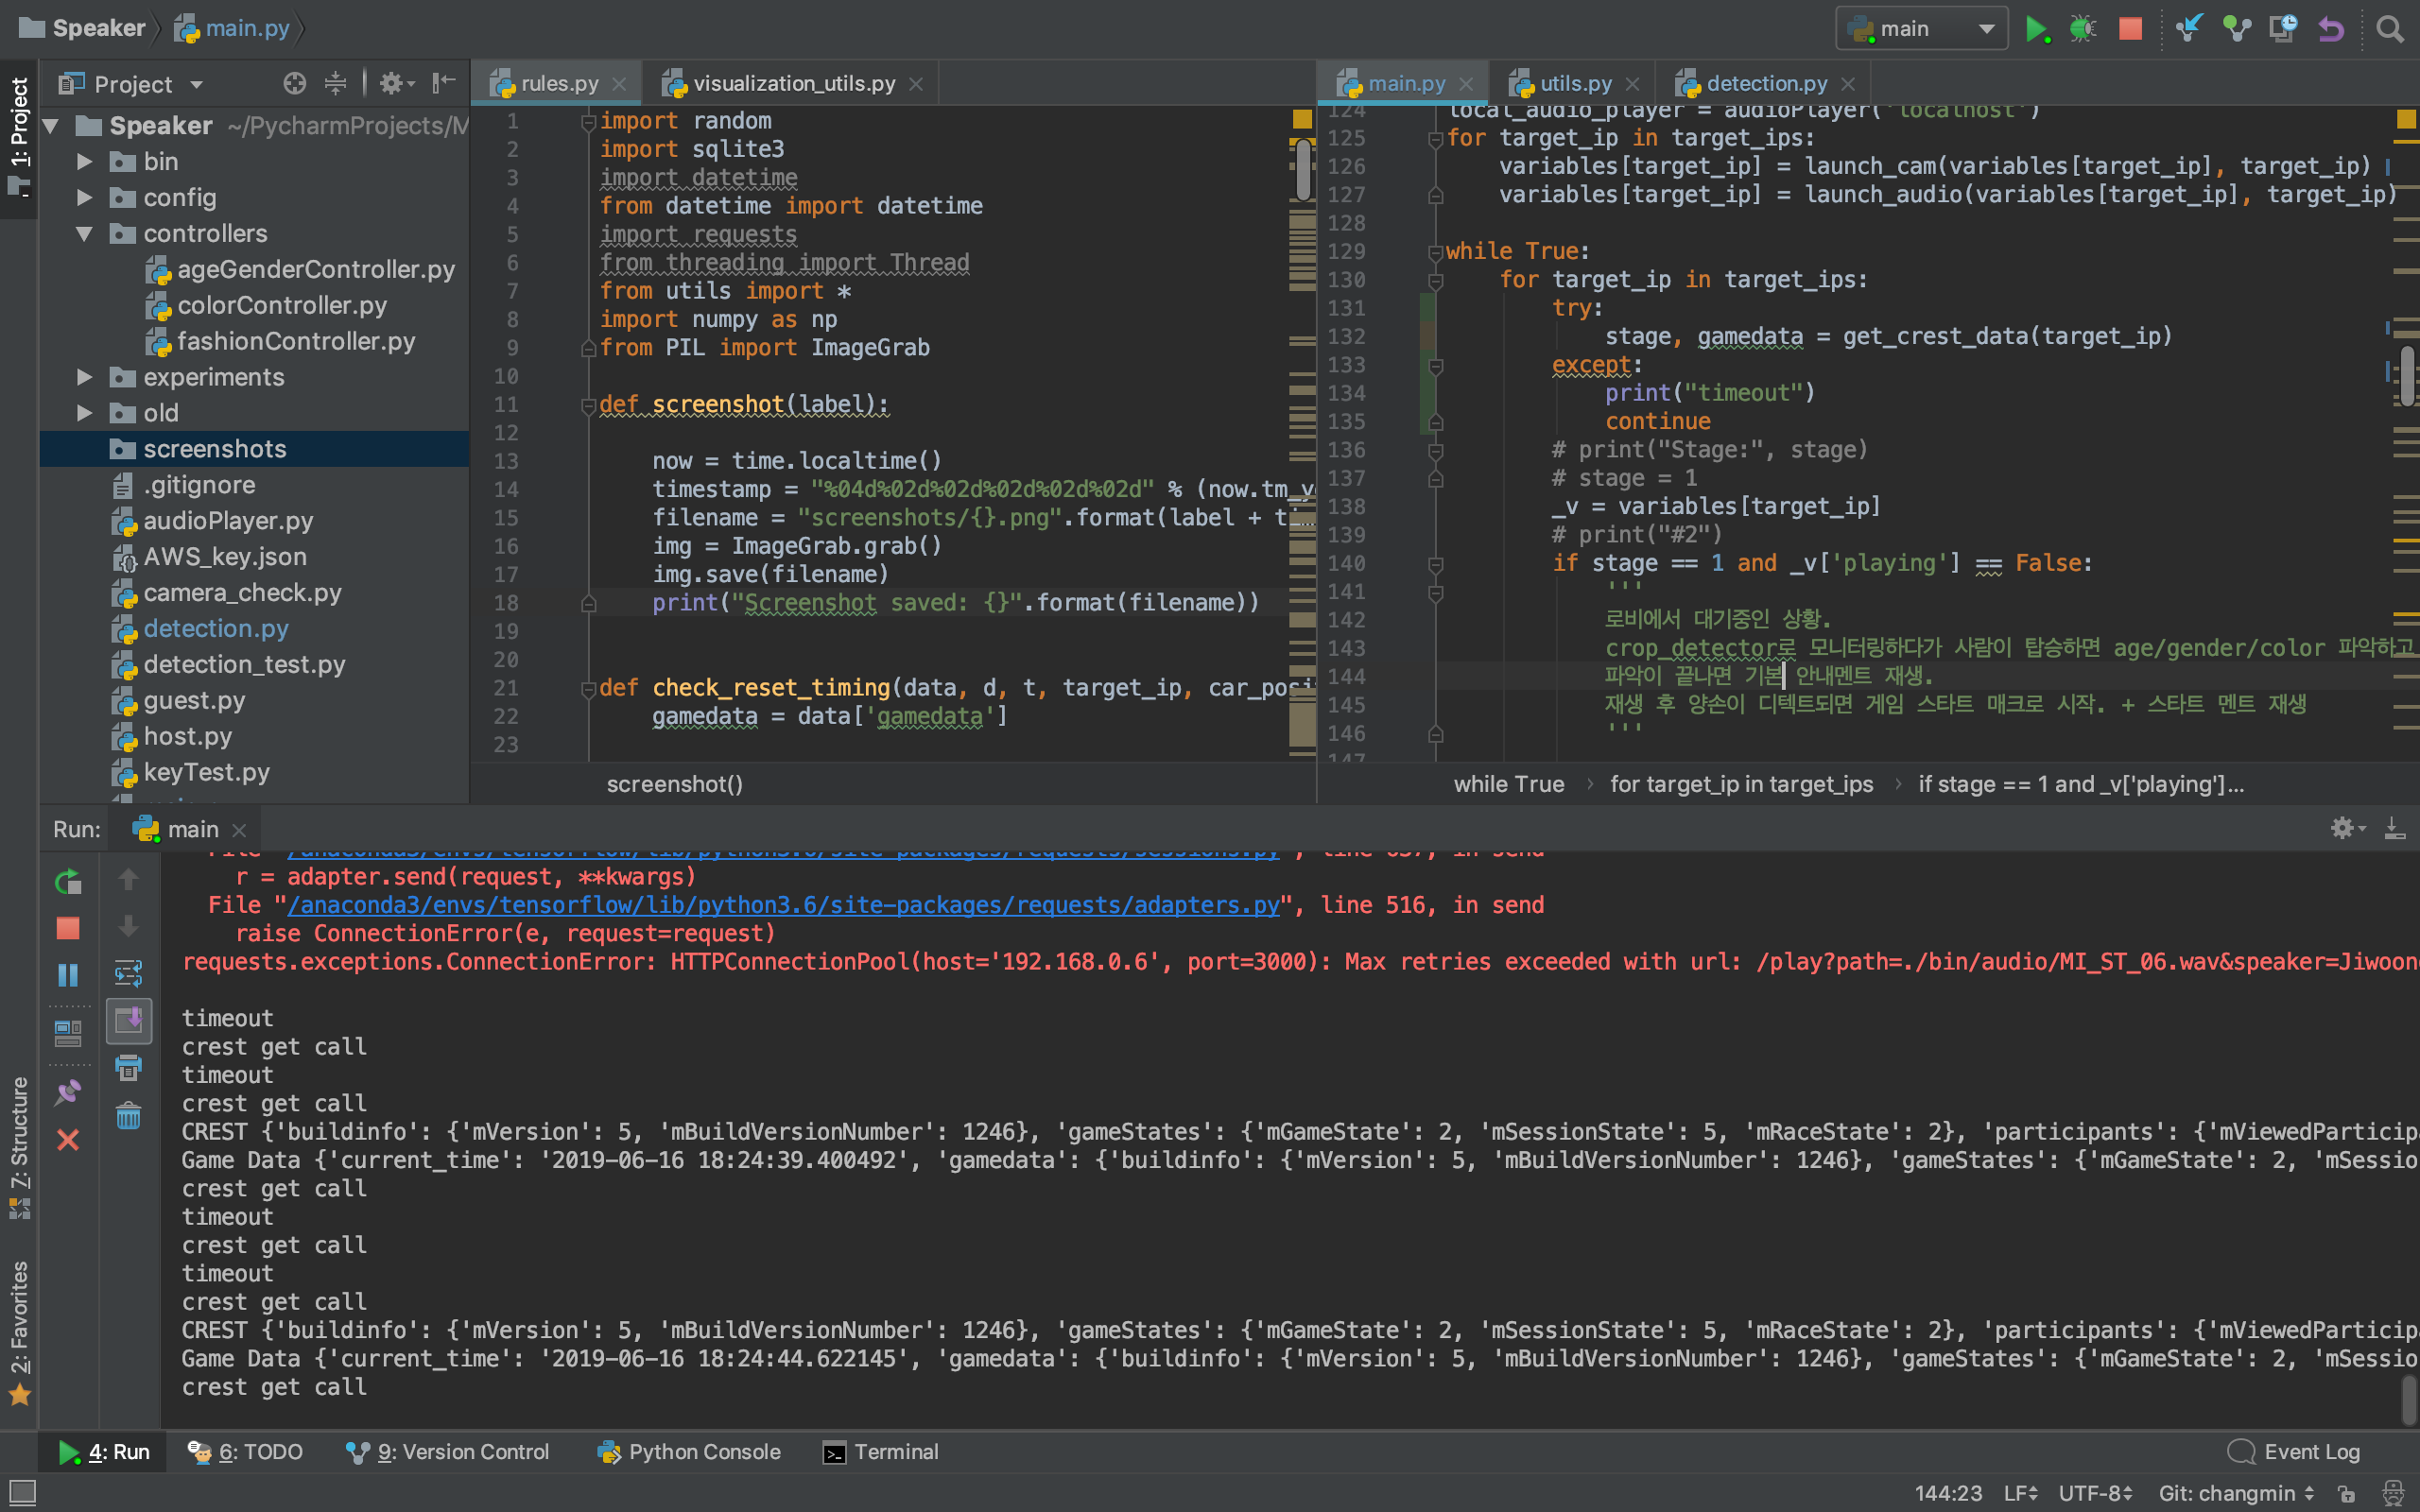 Speaker
main.py
main
1: Project
Project
Speaker ~/PycharmProjects/M
bin
config
controllers
ageGenderController.py
colorController.py
fashionController.py
experiments
old
screenshots
.gitignore
audioPlayer.py
AWS_key.json
camera_check.py
detection.py
detection_test.py
guest.py
host.py
keyTest.py
rules.py
visualization_utils.py
1 import random
2 import sqlite3
3 import datetime
4 from datetime import datetime
5 import requests
6 from threading import Thread
7 from utils import *
8 import numpy as np
9 from PIL import ImageGrab
10
11 def screenshot(label):
12
13 now = time.localtime()
14 timestamp = "%04d%02d%02d%02d%02d%02d" % (now.tm_y
15 filename = "screenshots/{}.png".format(label +
16 img = ImageGrab.grab()
17 img.save(filename)
18 print("Screenshot saved: {}".format(filename))
19
20
21 def check_reset_timing(data, d, t, target_ip,
22 gamedata = data['gamedata']
23
screenshot()
main.py
utils.py
detection.py
124 local_audio_player = audioPlayer('localhost')
125 for target_ip in target_ips:
126 variables[target_ip] = launch_cam(variables[target_ip], target_ip)
127 variables[target_ip] = launch_audio(variables[target_ip], target_ip)
128
129 while True:
130 for target_ip in target_ips:
131 try:
132 stage, gamedata = get_crest_data(target_ip)
133 except:
134 print("timeout")
135 continue
136 # print("Stage:", stage)
137 # stage = 1
138 _v = variables[target_ip]
139 # print("#2")
140 if stage == 1 and _v['playing'] == False:
141 '''
142 로비에서 대기중인 상황.
143 crop_detector로 모니터링하다가 사람이 탑승하면 age/gender/color 파악하고
144 파악이 끝나면 기본 안내멘트 재생.
145 재생 후 양손이 디텍트되면 게임 스타트 매크로 시작. + 스타트 멘트 재생
146 '''
147
while True › for target_ip in target_ips › if stage == 1 and _v['playing']...
Run: main
File "/anaconda3/envs/tensorflow/lib/python3.6/site-packages/requests/sessions.py", line 637, in send
r = adapter.send(request, **kwargs)
File "/anaconda3/envs/tensorflow/lib/python3.6/site-packages/requests/adapters.py", line 516, in send
raise ConnectionError(e, request=request)
requests.exceptions.ConnectionError: HTTPConnectionPool(host='192.168.0.6', port=3000): Max retries exceeded with url: /play?path=./bin/audio/MI_ST_06.wav&speaker=Jiwoon
timeout
crest get call
timeout
crest get call
CREST {'buildinfo': {'mVersion': 5, 'mBuildVersionNumber': 1246}, 'gameStates': {'mGameState': 2, 'mSessionState': 5, 'mRaceState': 2}, 'participants': {'mViewedParticip
Game Data {'current_time': '2019-06-16 18:24:39.400492', 'gamedata': {'buildinfo': {'mVersion': 5, 'mBuildVersionNumber': 1246}, 'gameStates': {'mGameState': 2, 'mSessio
crest get call
timeout
crest get call
timeout
crest get call
CREST {'buildinfo': {'mVersion': 5, 'mBuildVersionNumber': 1246}, 'gameStates': {'mGameState': 2, 'mSessionState': 5, 'mRaceState': 2}, 'participants': {'mViewedParticip
Game Data {'current_time': '2019-06-16 18:24:44.622145', 'gamedata': {'buildinfo': {'mVersion': 5, 'mBuildVersionNumber': 1246}, 'gameStates': {'mGameState': 2, 'mSessio
crest get call
7: Structure
2: Favorites
4: Run
6: TODO
9: Version Control
Python Console
Terminal
Event Log
144:23 LF UTF-8 Git: changmin